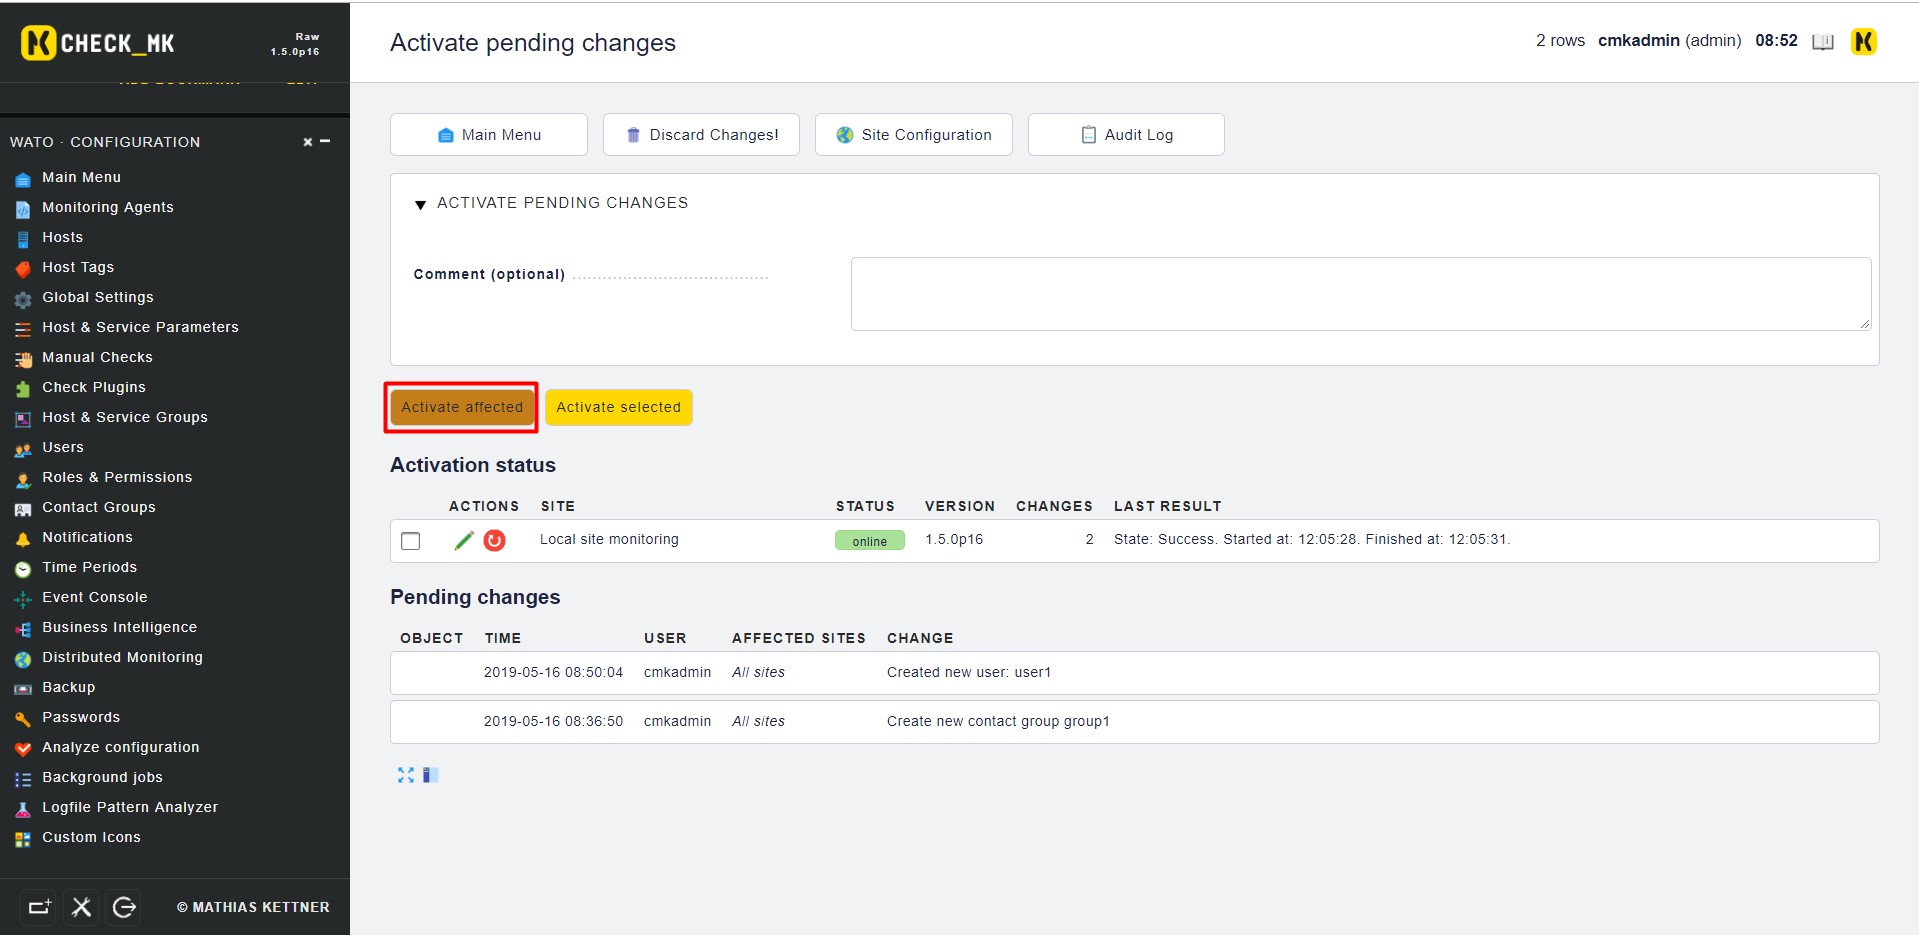 CHECK_MK
Raw
1.5.0p16
Activate pending changes
2 rows cmkadmin (admin) 08:52
WATO · CONFIGURATION
Main Menu
Monitoring Agents
Hosts
Host Tags
Global Settings
Host & Service Parameters
Manual Checks
Check Plugins
Host & Service Groups
Users
Roles & Permissions
Contact Groups
Notifications
Time Periods
Event Console
Business Intelligence
Distributed Monitoring
Backup
Passwords
Analyze configuration
Background jobs
Logfile Pattern Analyzer
Custom Icons
© MATHIAS KETTNER
Main Menu Discard Changes! Site Configuration Audit Log
ACTIVATE PENDING CHANGES
Comment (optional)
Activate affected Activate selected
Activation status
ACTIONS SITE STATUS VERSION CHANGES LAST RESULT
Local site monitoring online 1.5.0p16 2 State: Success. Started at: 12:05:28. Finished at: 12:05:31.
Pending changes
OBJECT TIME USER AFFECTED SITES CHANGE
2019-05-16 08:50:04 cmkadmin All sites Created new user: user1
2019-05-16 08:36:50 cmkadmin All sites Create new contact group group1